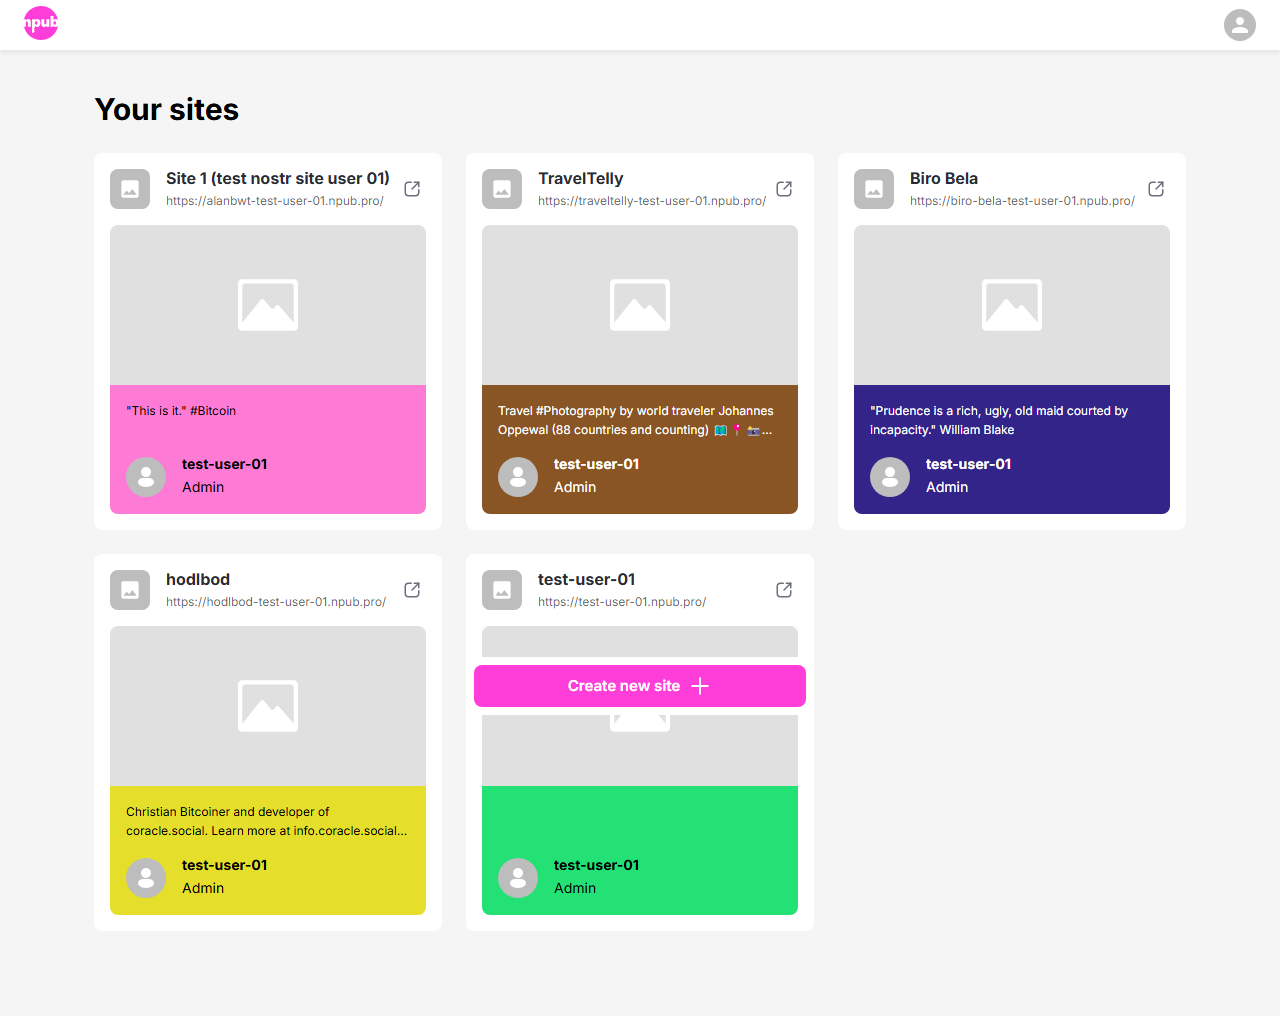 npub
Your sites
Site 1 (test nostr site user 01)
https://alanbwt-test-user-01.npub.pro/
"This is it." #Bitcoin
test-user-01
Admin
TravelTelly
https://traveltelly-test-user-01.npub.pro/
Travel #Photography by world traveler Johannes
Oppewal (88 countries and counting) 🗺️📍📸...
test-user-01
Admin
Biro Bela
https://biro-bela-test-user-01.npub.pro/
"Prudence is a rich, ugly, old maid courted by
incapacity." William Blake
test-user-01
Admin
hodlbod
https://hodlbod-test-user-01.npub.pro/
Christian Bitcoiner and developer of
coracle.social. Learn more at info.coracle.social...
test-user-01
Admin
test-user-01
https://test-user-01.npub.pro/
Create new site
test-user-01
Admin